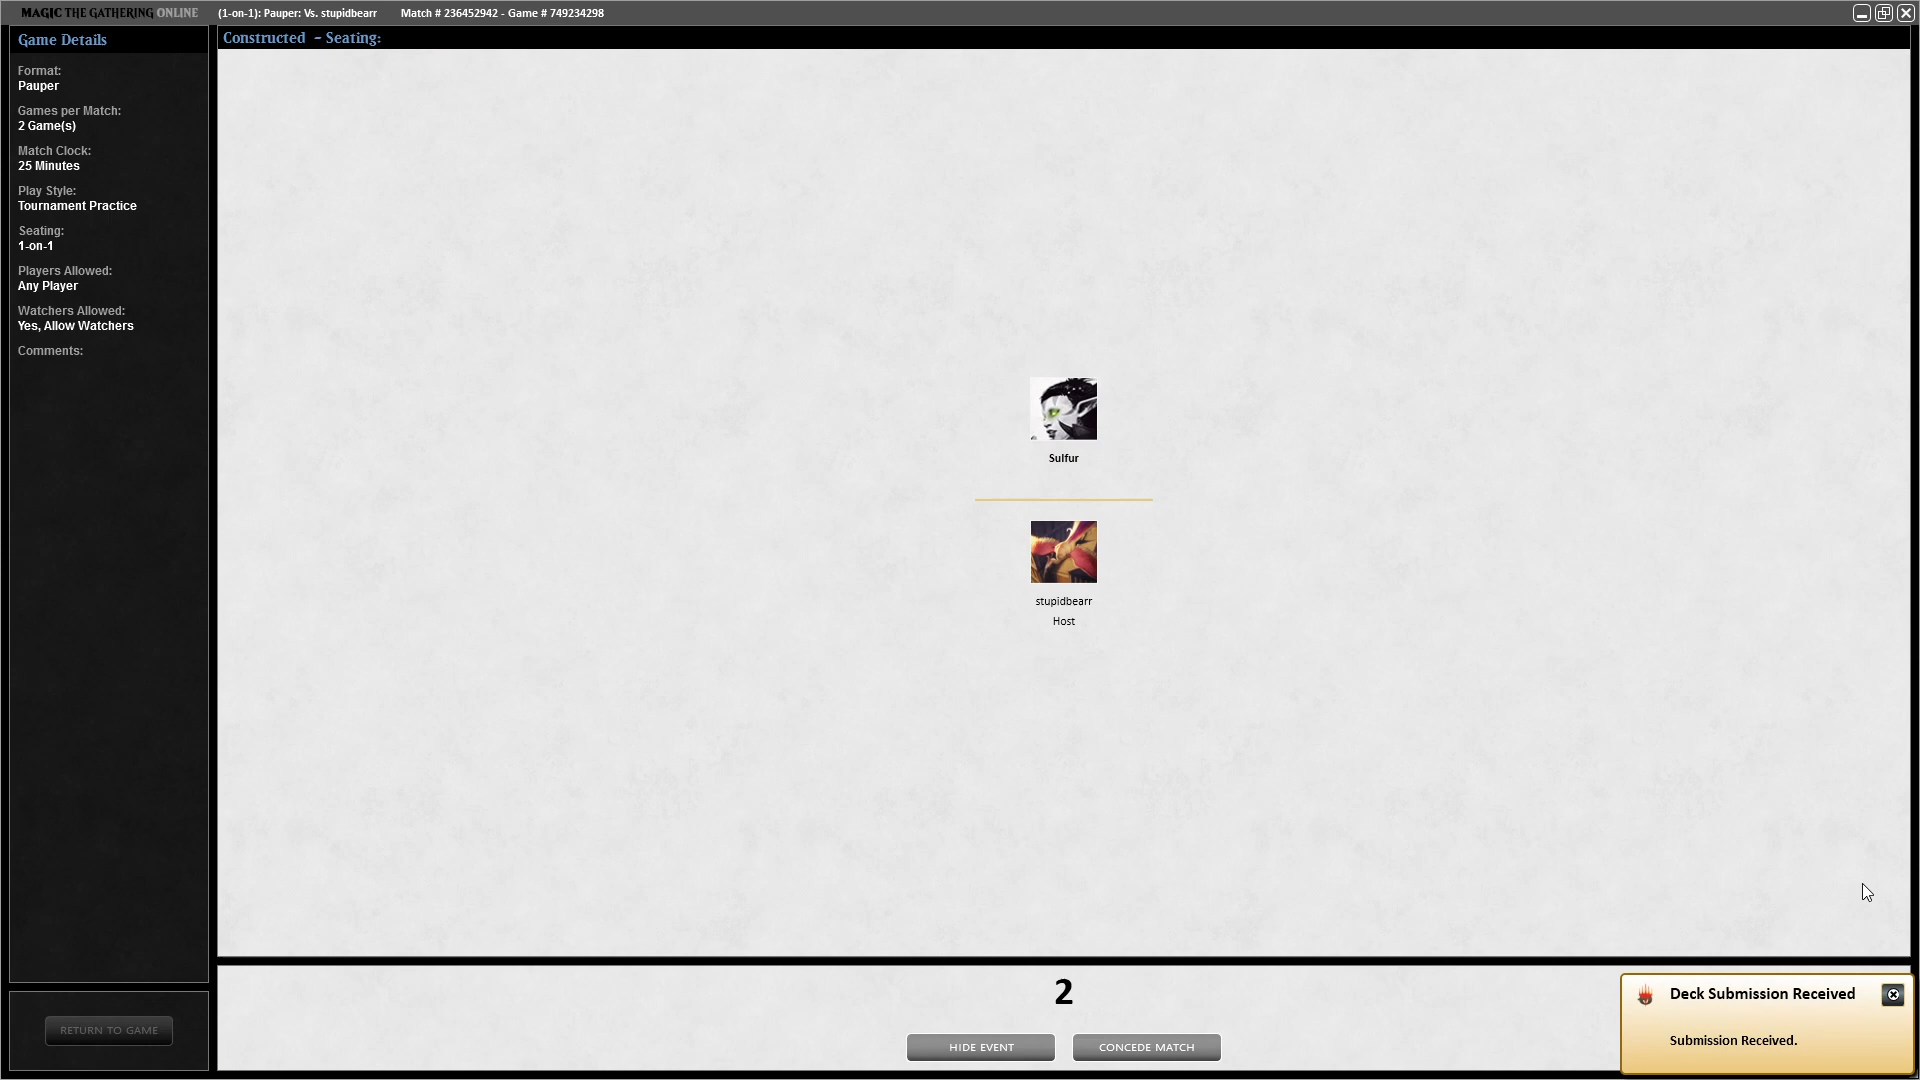 MAGIC THE GATHERING ONLINE (1-on-1): Pauper: Vs. stupidbearr Match # 236452942 - Game # 749234298
Game Details
Format:
Pauper
Games per Match:
2 Game(s)
Match Clock:
25 Minutes
Play Style:
Tournament Practice
Seating:
1-on-1
Players Allowed:
Any Player
Watchers Allowed:
Yes, Allow Watchers
Comments:
RETURN TO GAME
Constructed – Seating:
Sulfur
stupidbearr
Host
2
HIDE EVENT
CONCEDE MATCH
Deck Submission Received
Submission Received.